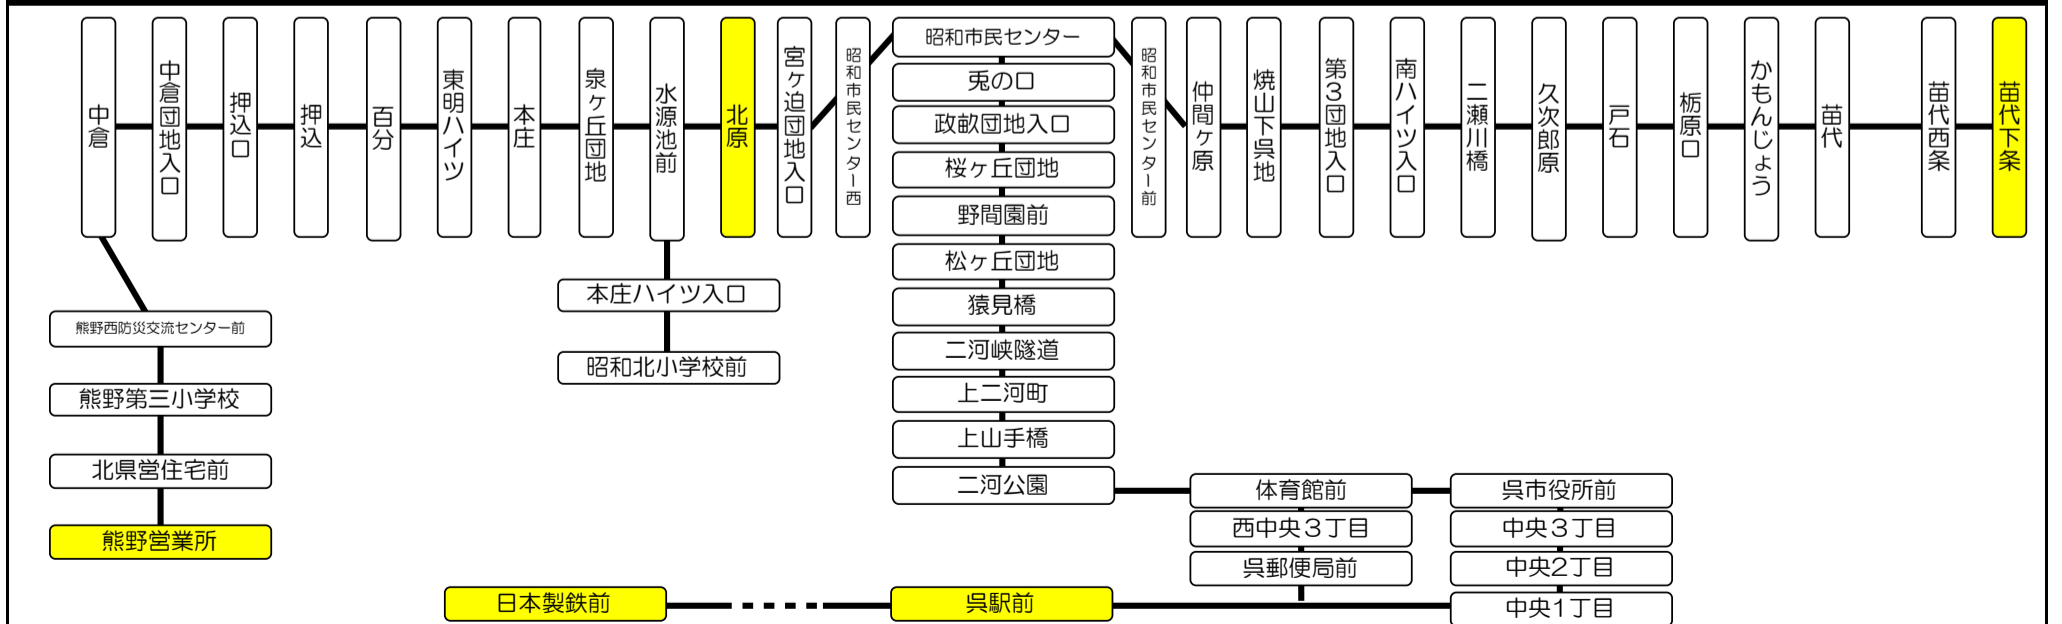 中倉
中倉団地入口
押込口
押込
百分
東明ハイツ
本庄
泉ヶ丘団地
水源池前
北原
宮ヶ迫団地入口
昭和市民センター西
昭和市民センター
兎の口
政畝団地入口
桜ヶ丘団地
野間園前
松ヶ丘団地
猿見橋
二河峡隧道
上二河町
上山手橋
二河公園
昭和市民センター前
仲間ヶ原
焼山下呉地
第3団地入口
南ハイツ入口
二瀬川橋
久次郎原
戸石
栃原口
かもんじょう
苗代
苗代西条
苗代下条
熊野西防災交流センター前
熊野第三小学校
北県営住宅前
熊野営業所
本庄ハイツ入口
昭和北小学校前
体育館前
西中央３丁目
呉郵便局前
呉市役所前
中央３丁目
中央2丁目
中央１丁目
日本製鉄前
呉駅前